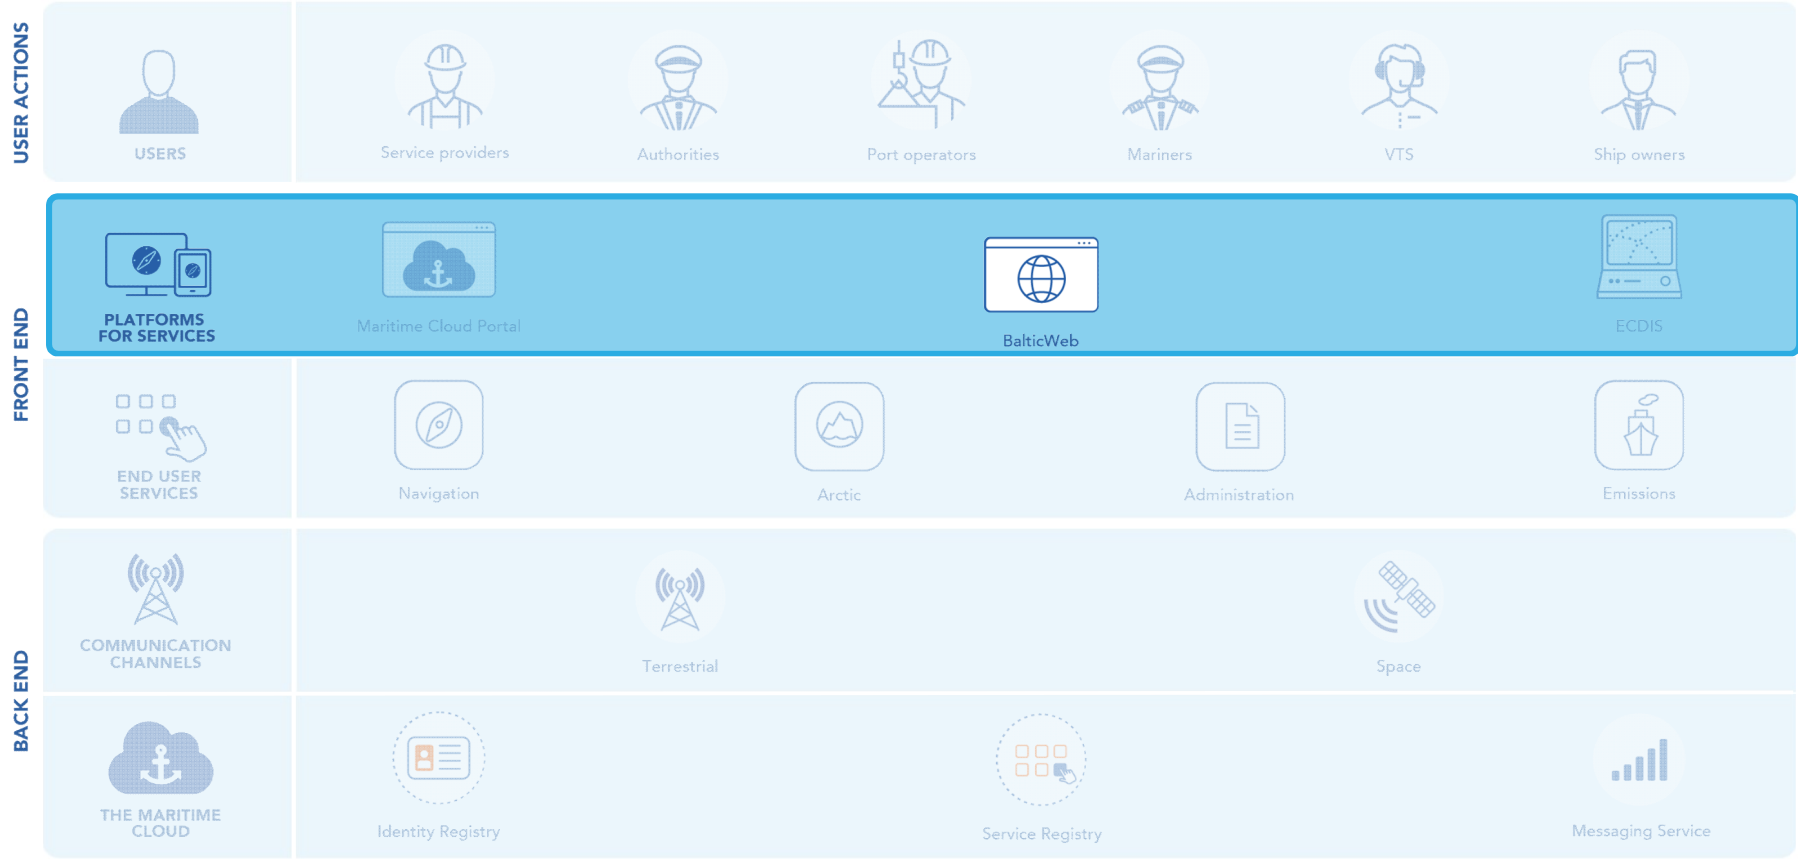 USER ACTIONS
USERS
Service providers
Authorities
Port operators
Mariners
VTS
Ship owners
FRONT END
PLATFORMS
FOR SERVICES
Maritime Cloud Portal
BalticWeb
ECDIS
END USER
SERVICES
Navigation
Arctic
Administration
Emissions
BACK END
COMMUNICATION
CHANNELS
Terrestrial
Space
THE MARITIME
CLOUD
Identity Registry
Service Registry
Messaging Service